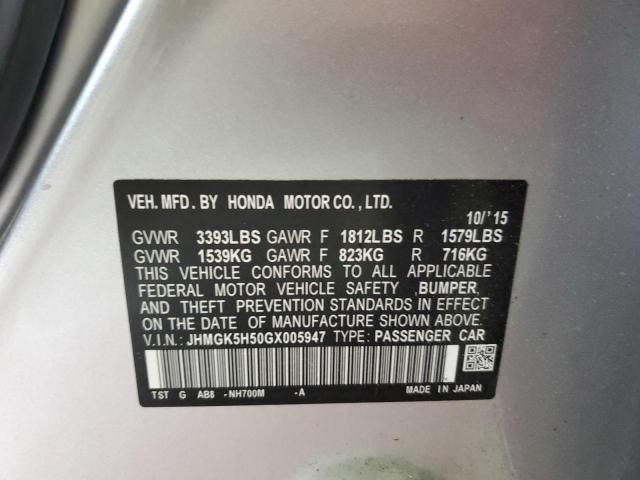 VEH. MFD. BY HONDA MOTOR CO., LTD.
10/'15
GVWR 3393LBS GAWR F 1812LBS R 1579LBS
GVWR 1539KG GAWR F 823KG R 716KG
THIS VEHICLE CONFORMS TO ALL APPLICABLE
FEDERAL MOTOR VEHICLE SAFETY ,BUMPER,
AND THEFT PREVENTION STANDARDS IN EFFECT
ON THE DATE OF MANUFACTURE SHOWN ABOVE.
V.I.N.: JHMGK5H50GX005947 TYPE: PASSENGER CAR
TST G AB8 -NH700M -A MADE IN JAPAN